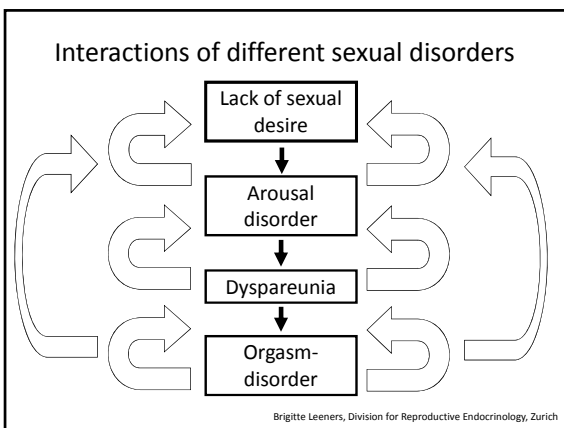 Interactions of different sexual disorders
Lack of sexual
desire
Arousal
disorder
Dyspareunia
Orgasm-
disorder
Brigitte Leeners, Division for Reproductive Endocrinology, Zurich